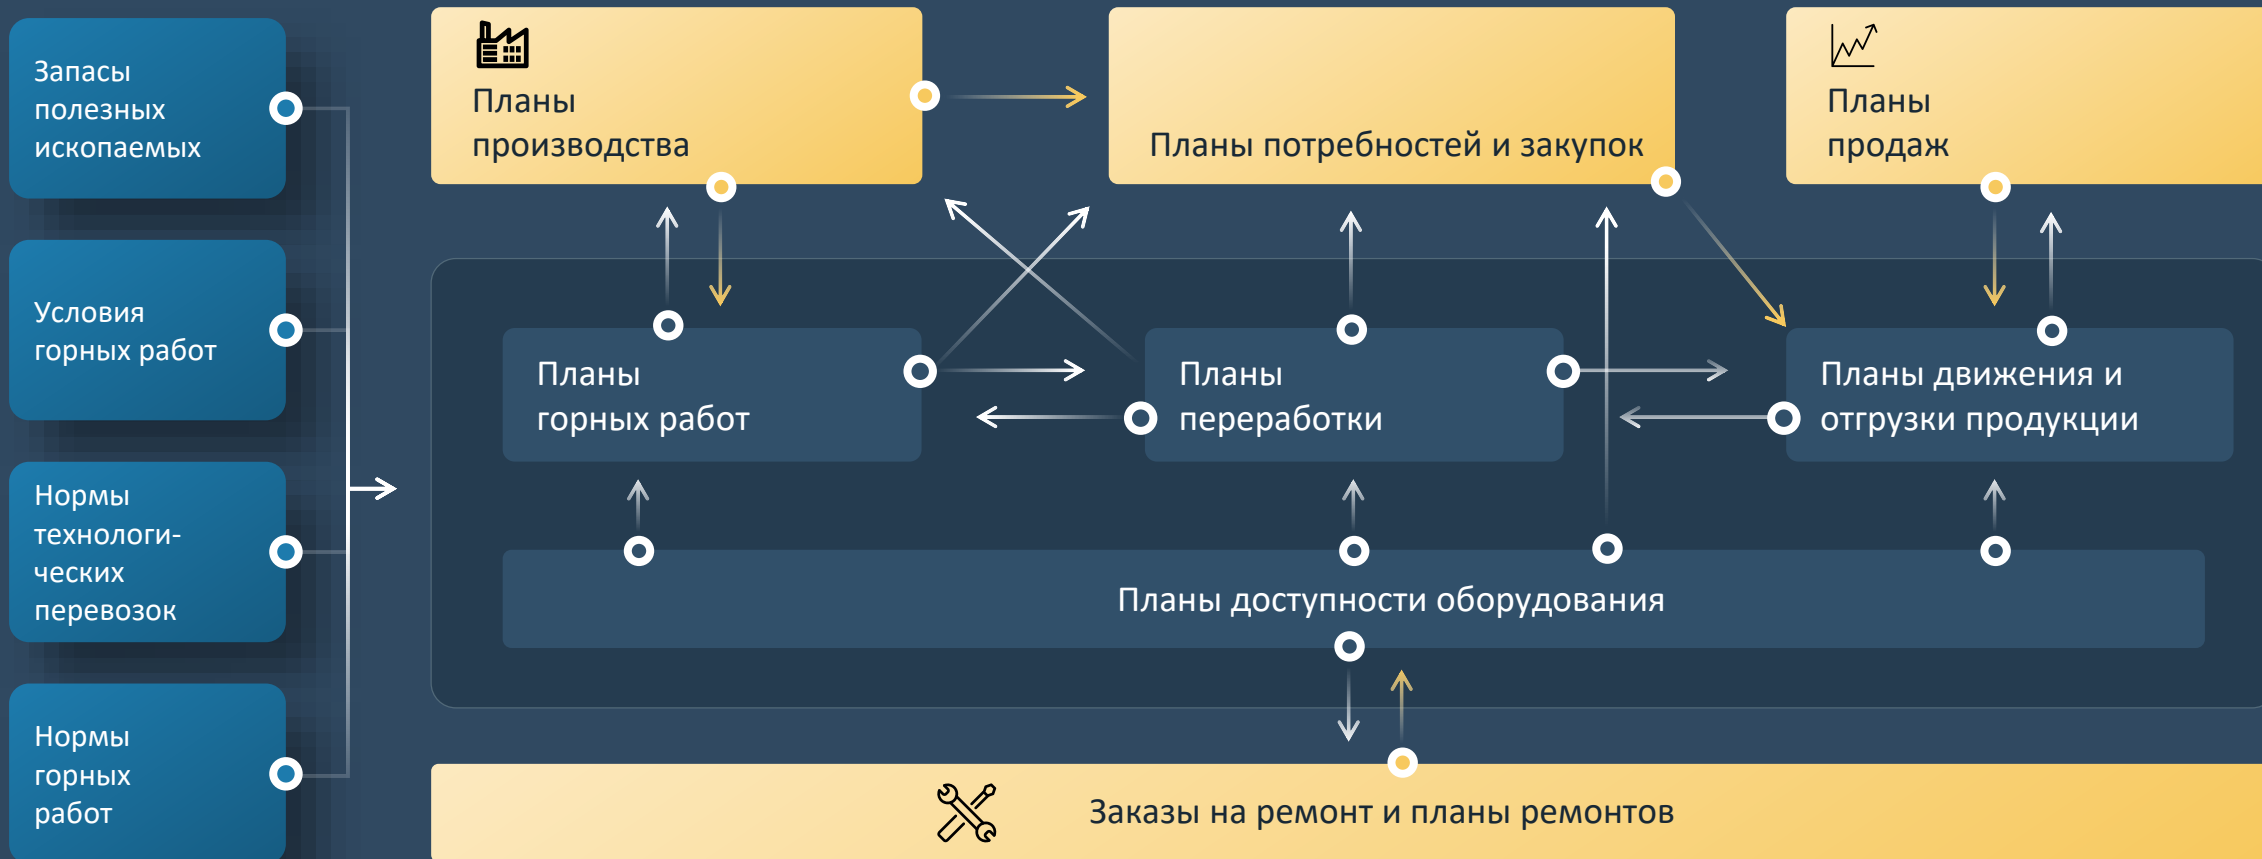 Запасы
полезных
ископаемых
Условия
горных работ
Нормы
технологи-
ческих
перевозок
Нормы
горных
работ
Планы
производства
Планы потребностей и закупок
Планы
продаж
Планы
горных работ
Планы
переработки
Планы движения и
отгрузки продукции
Планы доступности оборудования
Заказы на ремонт и планы ремонтов